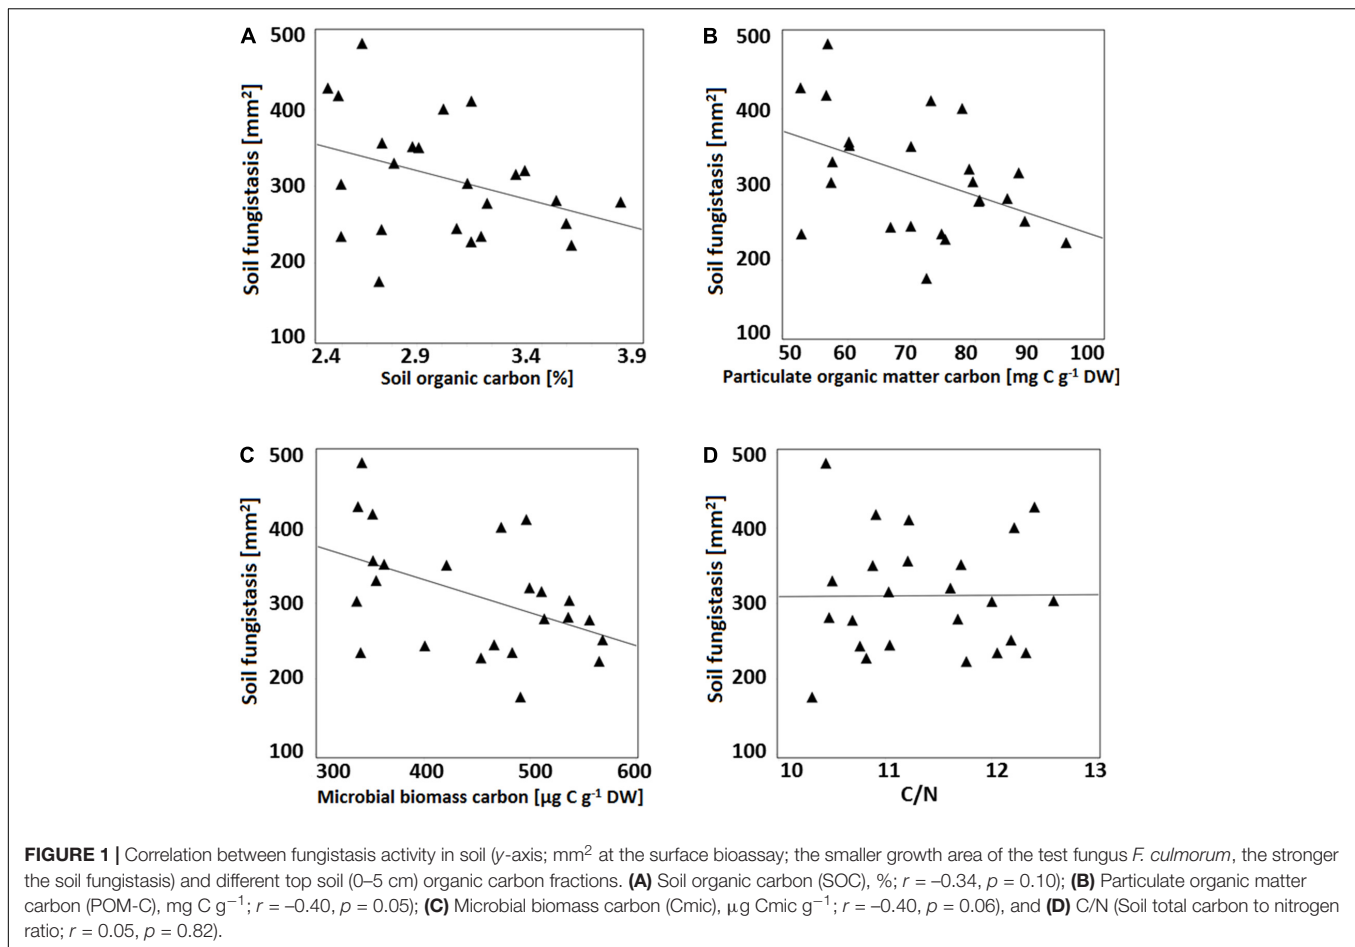 A
500
400
300
200
100
Soil fungistasis [mm²]
2.4 2.9 3.4 3.9
Soil organic carbon [%]
B
500
400
300
200
100
Soil fungistasis [mm²]
50 60 70 80 90 100
Particulate organic matter carbon [mg C g⁻¹ DW]
C
500
400
300
200
100
Soil fungistasis [mm²]
300 400 500 600
Microbial biomass carbon [µg C g⁻¹ DW]
D
500
400
300
200
100
Soil fungistasis [mm²]
10 11 12 13
C/N
FIGURE 1 | Correlation between fungistasis activity in soil (y-axis; mm² at the surface bioassay; the smaller growth area of the test fungus F. culmorum, the stronger
the soil fungistasis) and different top soil (0–5 cm) organic carbon fractions. (A) Soil organic carbon (SOC), %; r = –0.34, p = 0.10); (B) Particulate organic matter
carbon (POM-C), mg C g−1; r = –0.40, p = 0.05); (C) Microbial biomass carbon (Cmic), µg Cmic g−1; r = –0.40, p = 0.06), and (D) C/N (Soil total carbon to nitrogen
ratio; r = 0.05, p = 0.82).